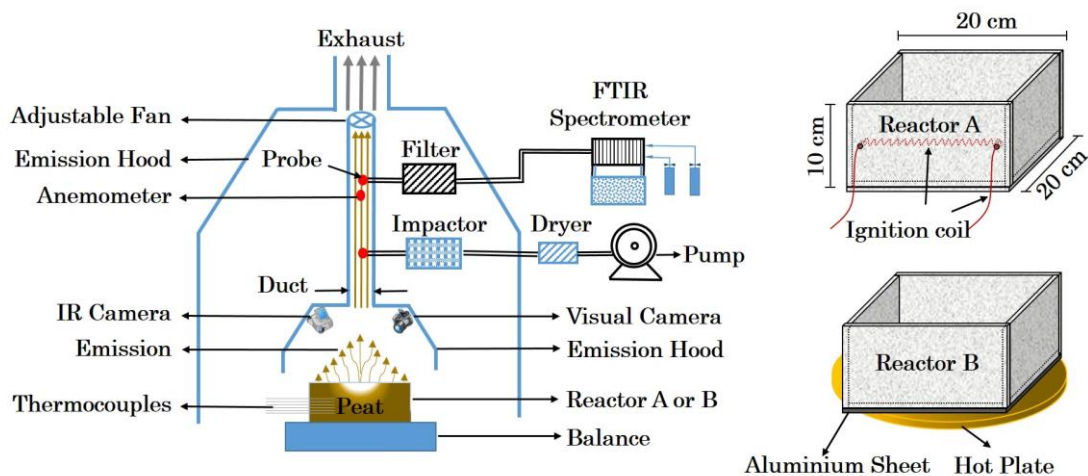 Exhaust
Adjustable Fan
Emission Hood
Probe
Anemometer
Filter
FTIR
Spectrometer
Impactor
Dryer
Pump
Duct
IR Camera
Visual Camera
Emission
Emission Hood
Thermocouples
Peat
Reactor A or B
Balance
20 cm
10 cm
Reactor A
20 cm
Ignition coil
Reactor B
Aluminium Sheet
Hot Plate